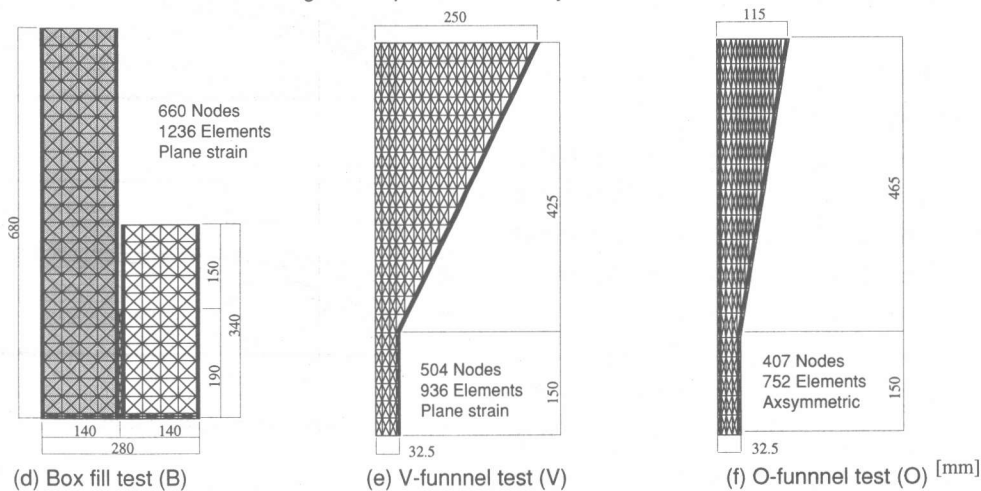 250
115
680
660 Nodes
1236 Elements
Plane strain
150
340
190
140
140
280
(d) Box fill test (B)
425
504 Nodes
936 Elements
Plane strain
150
32.5
(e) V-funnnel test (V)
465
407 Nodes
752 Elements
Axsymmetric
150
32.5
(f) O-funnnel test (O) [mm]